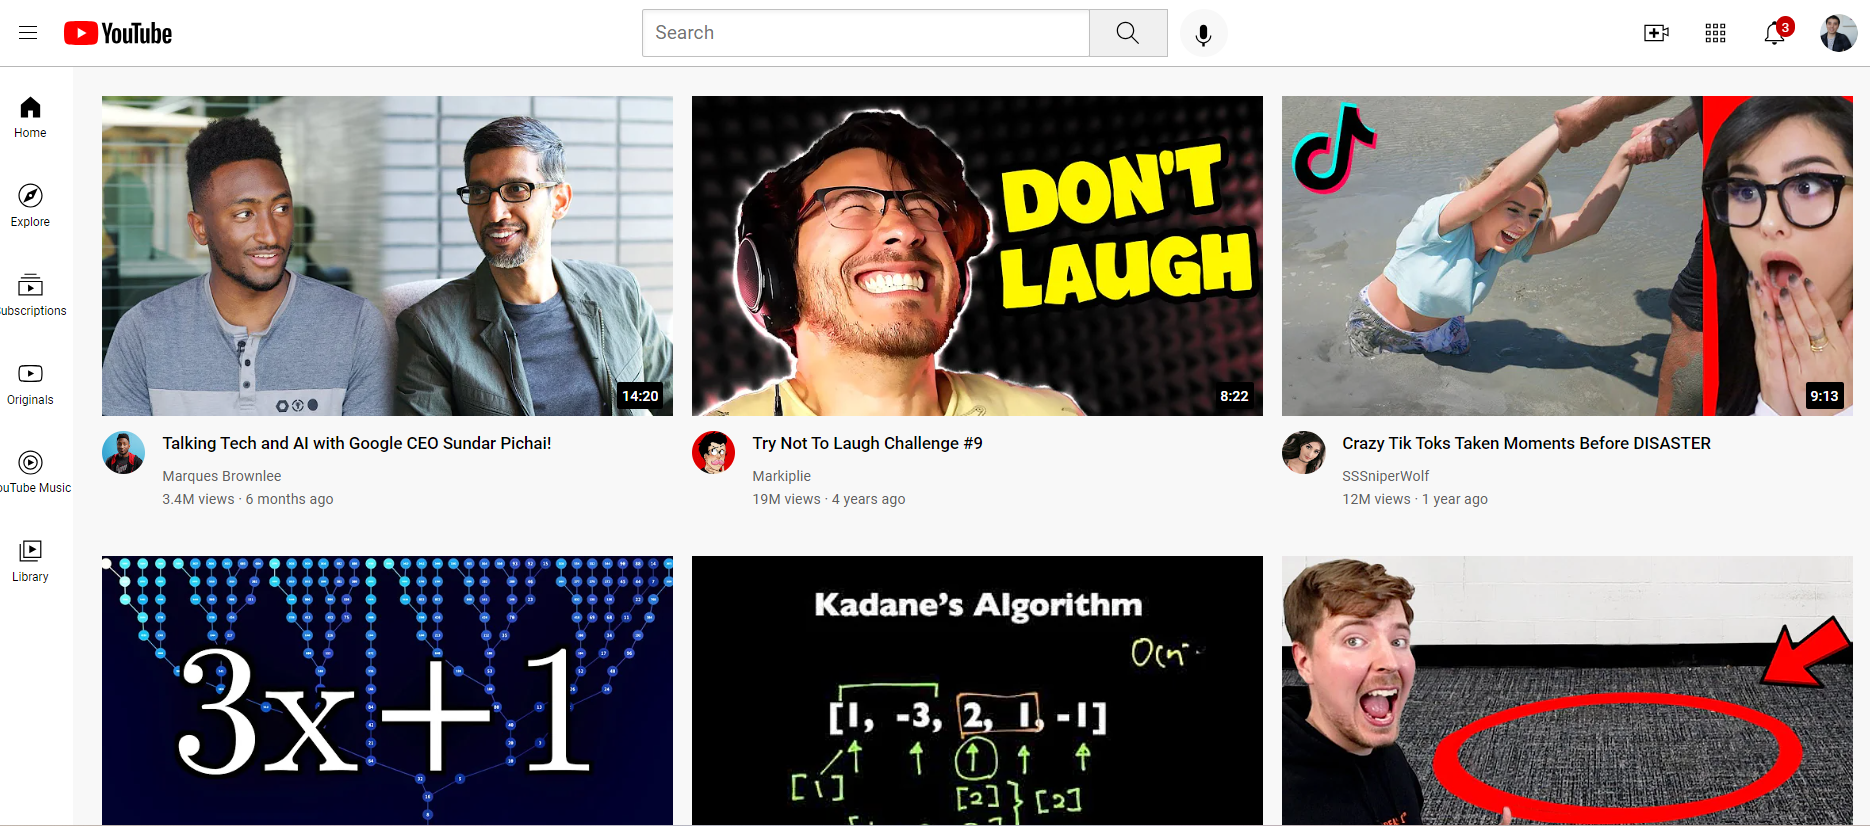 YouTube
Search
3
Home
Explore
ubscriptions
Originals
ouTube Music
Library
14:20
Talking Tech and AI with Google CEO Sundar Pichai!
Marques Brownlee
3.4M views · 6 months ago
DON'T
LAUGH
8:22
Try Not To Laugh Challenge #9
Markiplie
19M views · 4 years ago
9:13
Crazy Tik Toks Taken Moments Before DISASTER
SSSniperWolf
12M views · 1 year ago
3x+1
Kadane's Algorithm
[1, -3, 2, 1, -1]
[1]
[2] } [2]